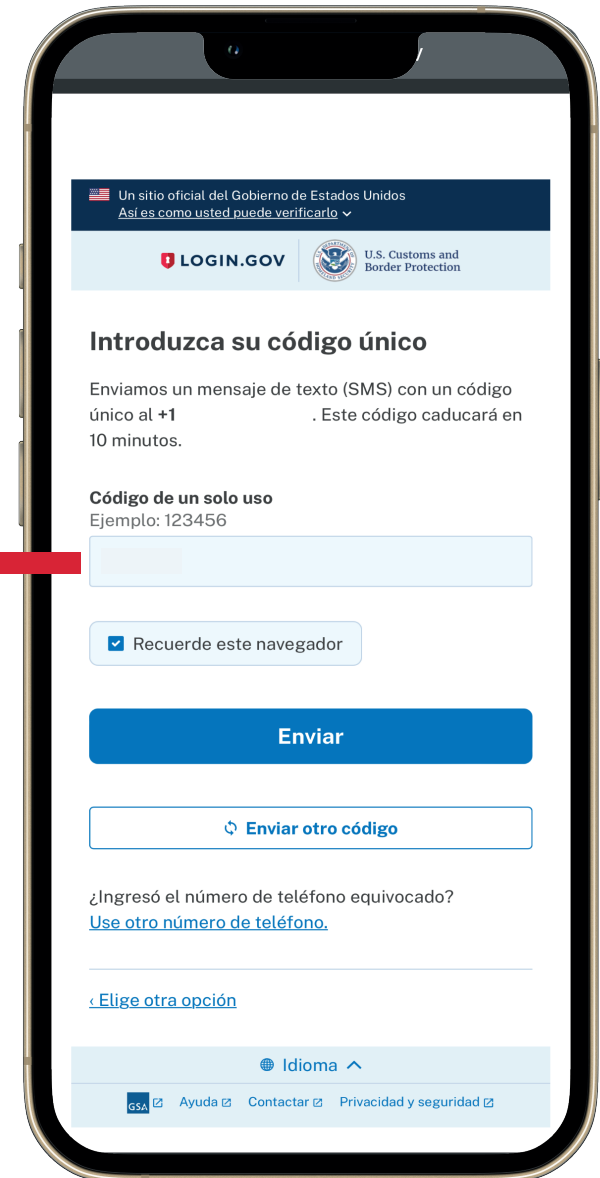 Un sitio oficial del Gobierno de Estados Unidos
Así es como usted puede verificarlo
LOGIN.GOV
U.S. Customs and
Border Protection
Introduzca su código único
Enviamos un mensaje de texto (SMS) con un código
único al +1 . Este código caducará en
10 minutos.
Código de un solo uso
Ejemplo: 123456
Recuerde este navegador
Enviar
Enviar otro código
¿Ingresó el número de teléfono equivocado?
Use otro número de teléfono.
‹ Elige otra opción
Idioma
GSA Ayuda Contactar Privacidad y seguridad